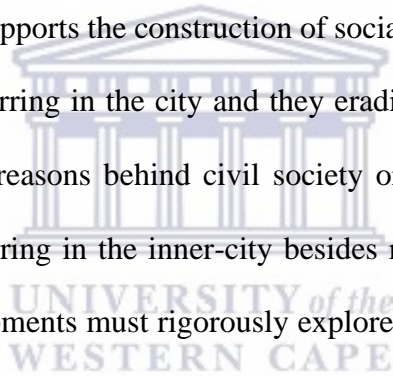 pports the construction of socia
rring in the city and they eradi
reasons behind civil society o
ring in the inner-city besides
UNIVERSITY of the
oments must rigorously explore
WESTERN CAPE